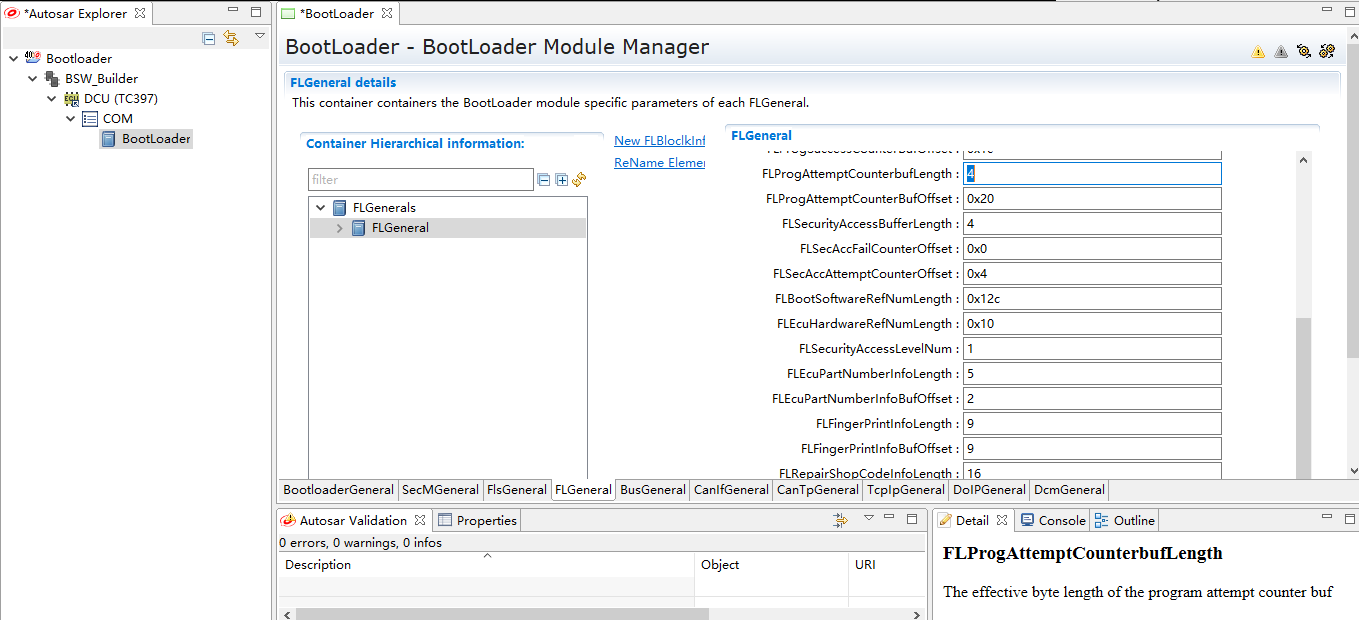 *Autosar Explorer
Bootloader
BSW_Builder
DCU (TC397)
COM
BootLoader
*BootLoader
BootLoader - BootLoader Module Manager
FLGeneral details
This container containers the BootLoader module specific parameters of each FLGeneral.
Container Hierarchical information:
filter
FLGenerals
FLGeneral
New FLBloclkInf
ReName Elemen
FLGeneral
FLProgAttemptCounterbufLength : 4
FLProgAttemptCounterBufOffset : 0x20
FLSecurityAccessBufferLength : 4
FLSecAccFailCounterOffset : 0x0
FLSecAccAttemptCounterOffset : 0x4
FLBootSoftwareRefNumLength : 0x12c
FLEcuHardwareRefNumLength : 0x10
FLSecurityAccessLevelNum : 1
FLEcuPartNumberInfoLength : 5
FLEcuPartNumberInfoBufOffset : 2
FLFingerPrintInfoLength : 9
FLFingerPrintInfoBufOffset : 9
FLRepairShopCodeInfoLength : 16
BootloaderGeneral SecMGeneral FlsGeneral FLGeneral BusGeneral CanIfGeneral CanTpGeneral TcpIpGeneral DoIPGeneral DcmGeneral
Autosar Validation Properties
0 errors, 0 warnings, 0 infos
Description Object URI
Detail Console Outline
FLProgAttemptCounterbufLength
The effective byte length of the program attempt counter buf